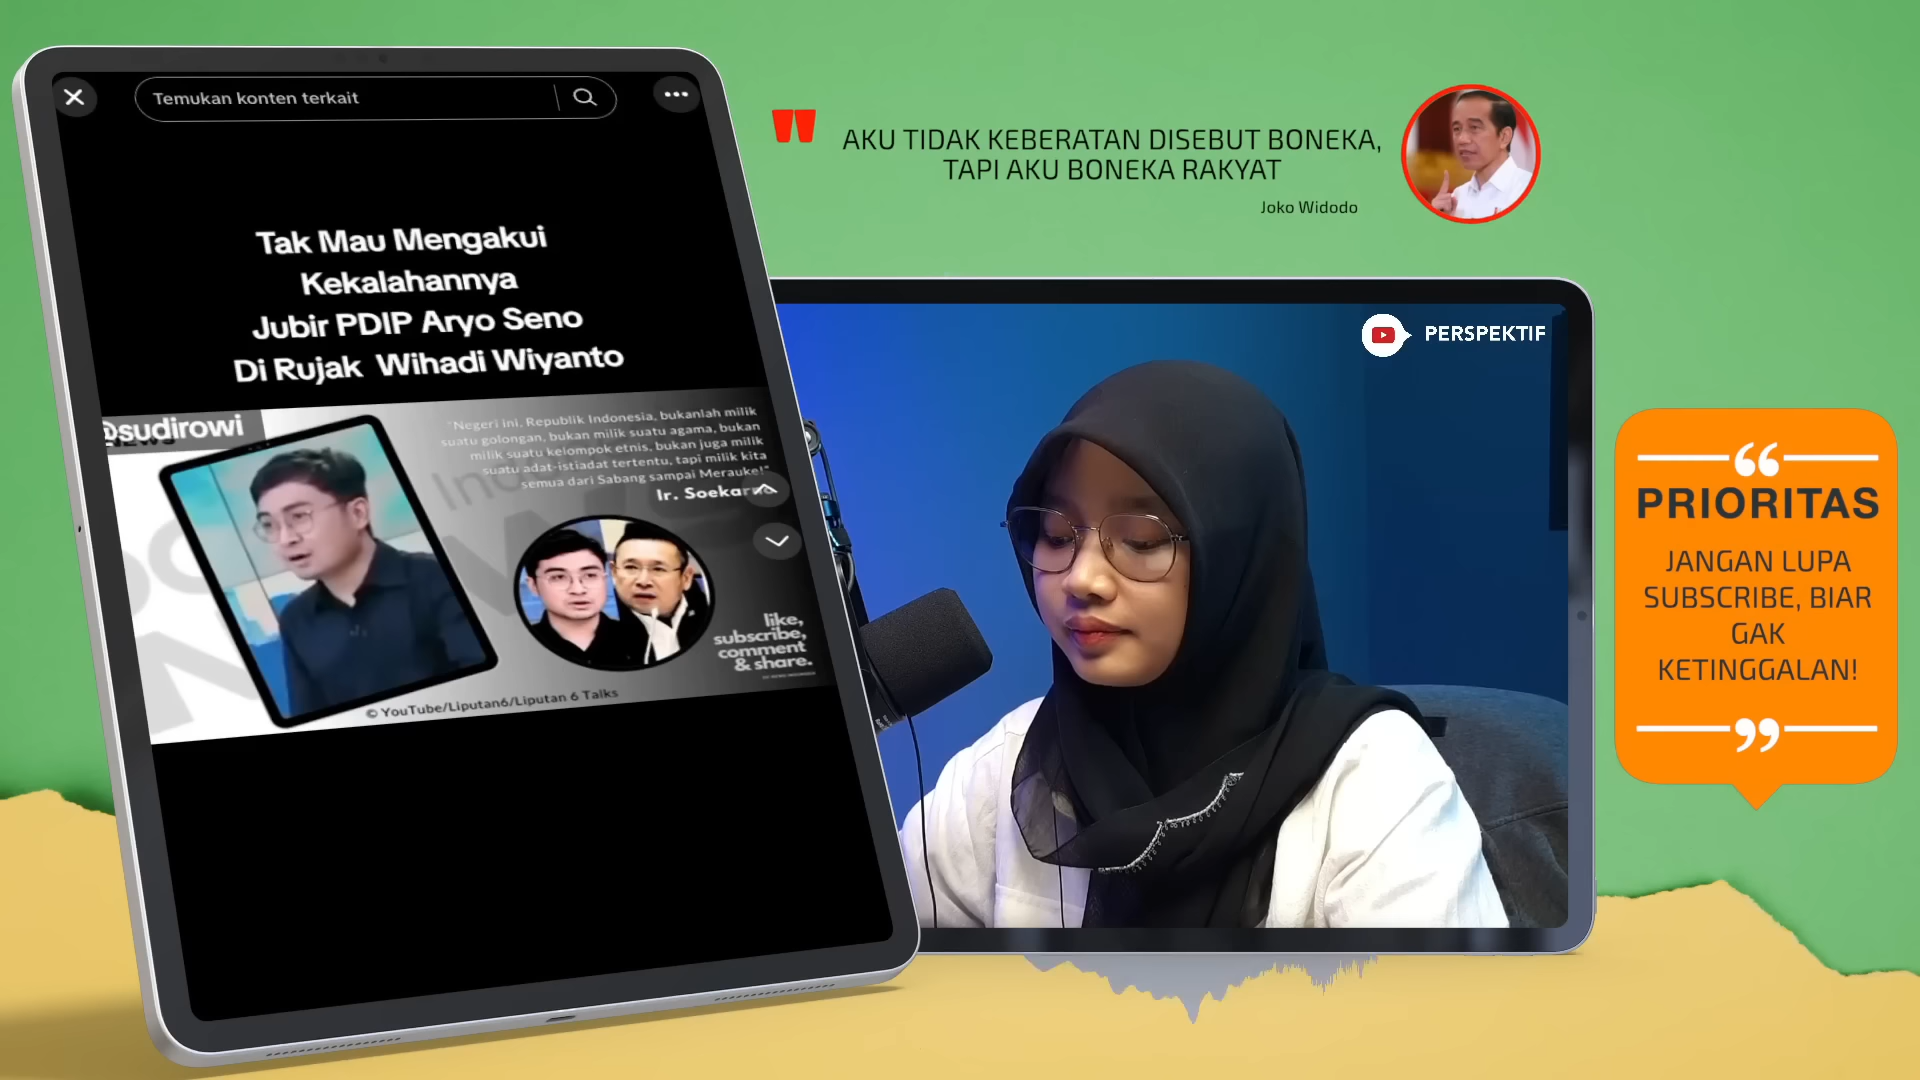 Temukan konten terkait
Tak Mau Mengakui
Kekalahannya
Jubir PDIP Aryo Seno
Di Rujak Wihadi Wiyanto
@sudirowi
"Negeri ini, Republik Indonesia, bukanlah milik
suatu golongan, bukan milik suatu agama, bukan
milik suatu kelompok etnis, bukan juga milik
suatu adat-istiadat tertentu, tapi milik kita
semua dari Sabang sampai Merauke!"
Ir. Soekarno
like,
subscribe,
comment
& share.
© YouTube/Liputan6/Liputan 6 Talks
AKU TIDAK KEBERATAN DISEBUT BONEKA,
TAPI AKU BONEKA RAKYAT
Joko Widodo
PERSPEKTIF
PRIORITAS
JANGAN LUPA
SUBSCRIBE, BIAR
GAK
KETINGGALAN!